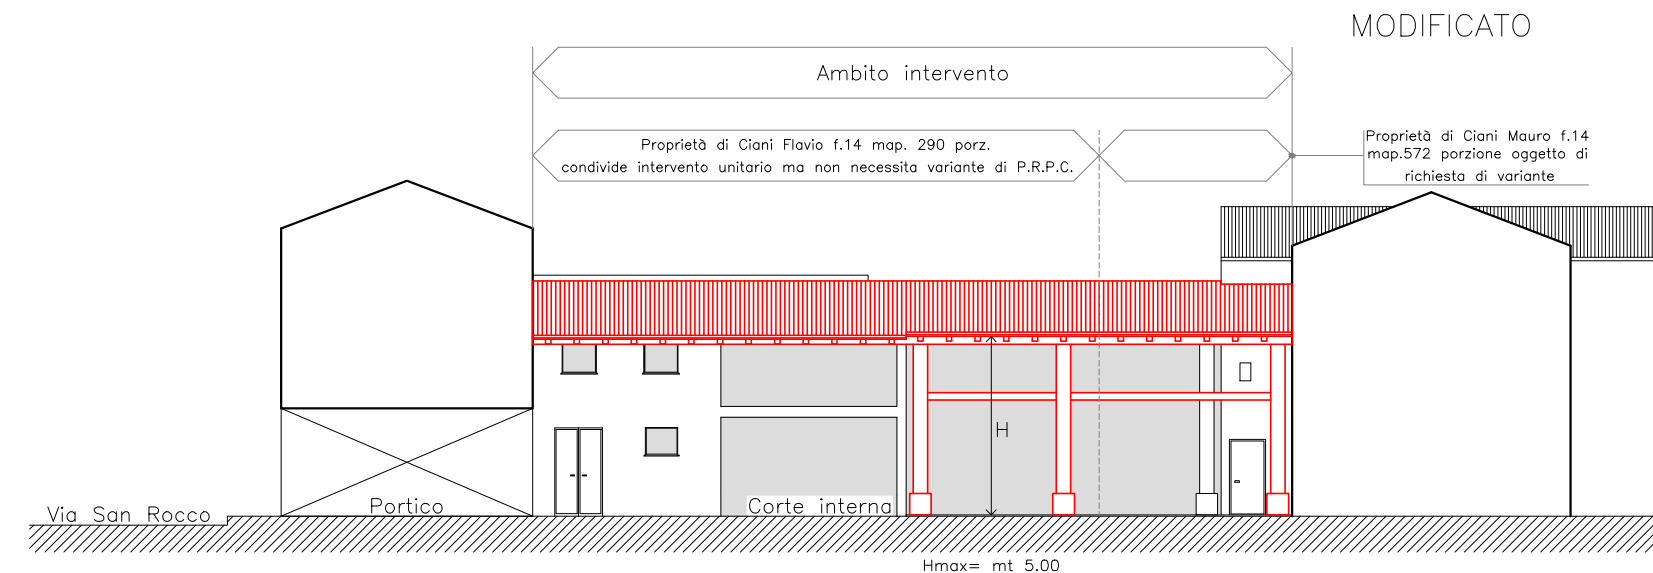 MODIFICATO
Ambito intervento
Proprietà di Ciani Flavio f.14 map. 290 porz.
condivide intervento unitario ma non necessita variante di P.R.P.C.
Proprietà di Ciani Mauro f.14
map.572 porzione oggetto di
richiesta di variante
H
Via San Rocco
Portico
Corte interna
Hmax= mt 5.00